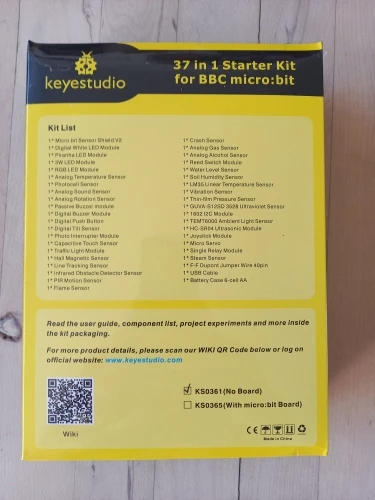 keyestudio
37 in 1 Starter Kit
for BBC micro:bit
Kit List
1* Micro bit Sensor Shield V2
1* Digital White LED Module
1* Piranha LED Module
1* 3W LED Module
1* RGB LED Module
1* Analog Temperature Sensor
1* Photocell Sensor
1* Analog Sound Sensor
1* Analog Rotation Sensor
1* Passive Buzzer module
1* Digital Buzzer Module
1* Digital Push Button
1* Digital Tilt Sensor
1* Photo Interrupter Module
1* Capacitive Touch Sensor
1* Traffic Light Module
1* Hall Magnetic Sensor
1* Line Tracking Sensor
1* Infrared Obstacle Detector Sensor
1* PIR Motion Sensor
1* Flame Sensor
1* Crash Sensor
1* Analog Gas Sensor
1* Analog Alcohol Sensor
1* Reed Switch Module
1* Water Level Sensor
1* Soil Humidity Sensor
1* LM35 Linear Temperature Sensor
1* Vibration Sensor
1* Thin-film Pressure Sensor
1* GUVA-S12SD 3528 Ultraviolet Sensor
1* 1602 I2C Module
1* TEMT6000 Ambient Light Sensor
1* HC-SR04 Ultrasonic Module
1* Joystick Module
1* Micro Servo
1* Single Relay Module
1* Steam Sensor
1* F-F Dupont Jumper Wire 40pin
1* USB Cable
1* Battery Case 6-cell AA
Read the user guide, component list, project experiments and more inside
the kit packaging.
For more product details, please scan our WIKI QR Code below or log on
official website: www.keyestudio.com
KS0361(No Board)
KS0365(With micro:bit Board)
Wiki
CE
Made in China